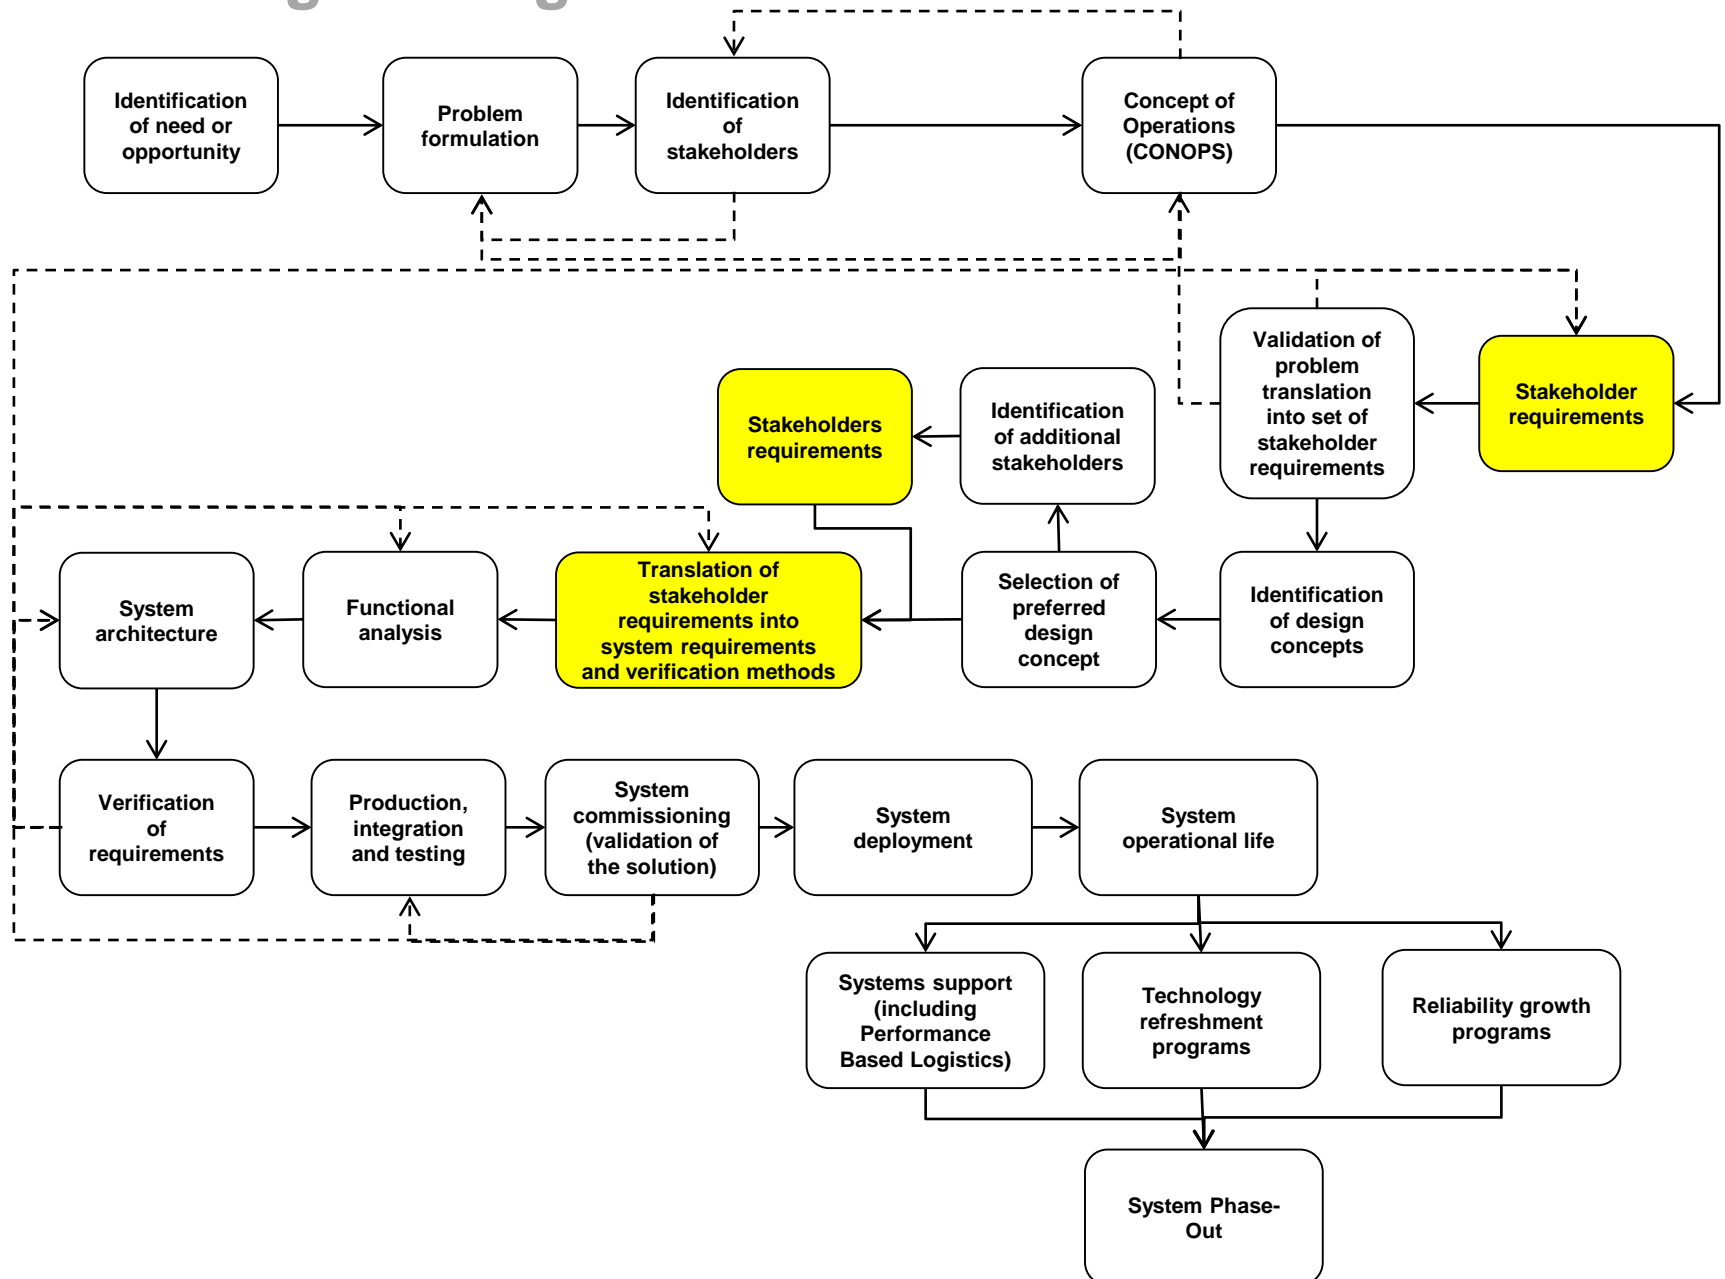 Identification
of need or
opportunity
Problem
formulation
Identification
of
stakeholders
Concept of
Operations
(CONOPS)
Validation of
problem
translation
into set of
stakeholder
requirements
Stakeholder
requirements
Stakeholders
requirements
Identification
of additional
stakeholders
System
architecture
Functional
analysis
Translation of
stakeholder
requirements into
system requirements
and verification methods
Selection of
preferred
design
concept
Identification
of design
concepts
Verification
of
requirements
Production,
integration
and testing
System
commissioning
(validation of
the solution)
System
deployment
System
operational life
Systems support
(including
Performance
Based Logistics)
Technology
refreshment
programs
Reliability growth
programs
System Phase-
Out